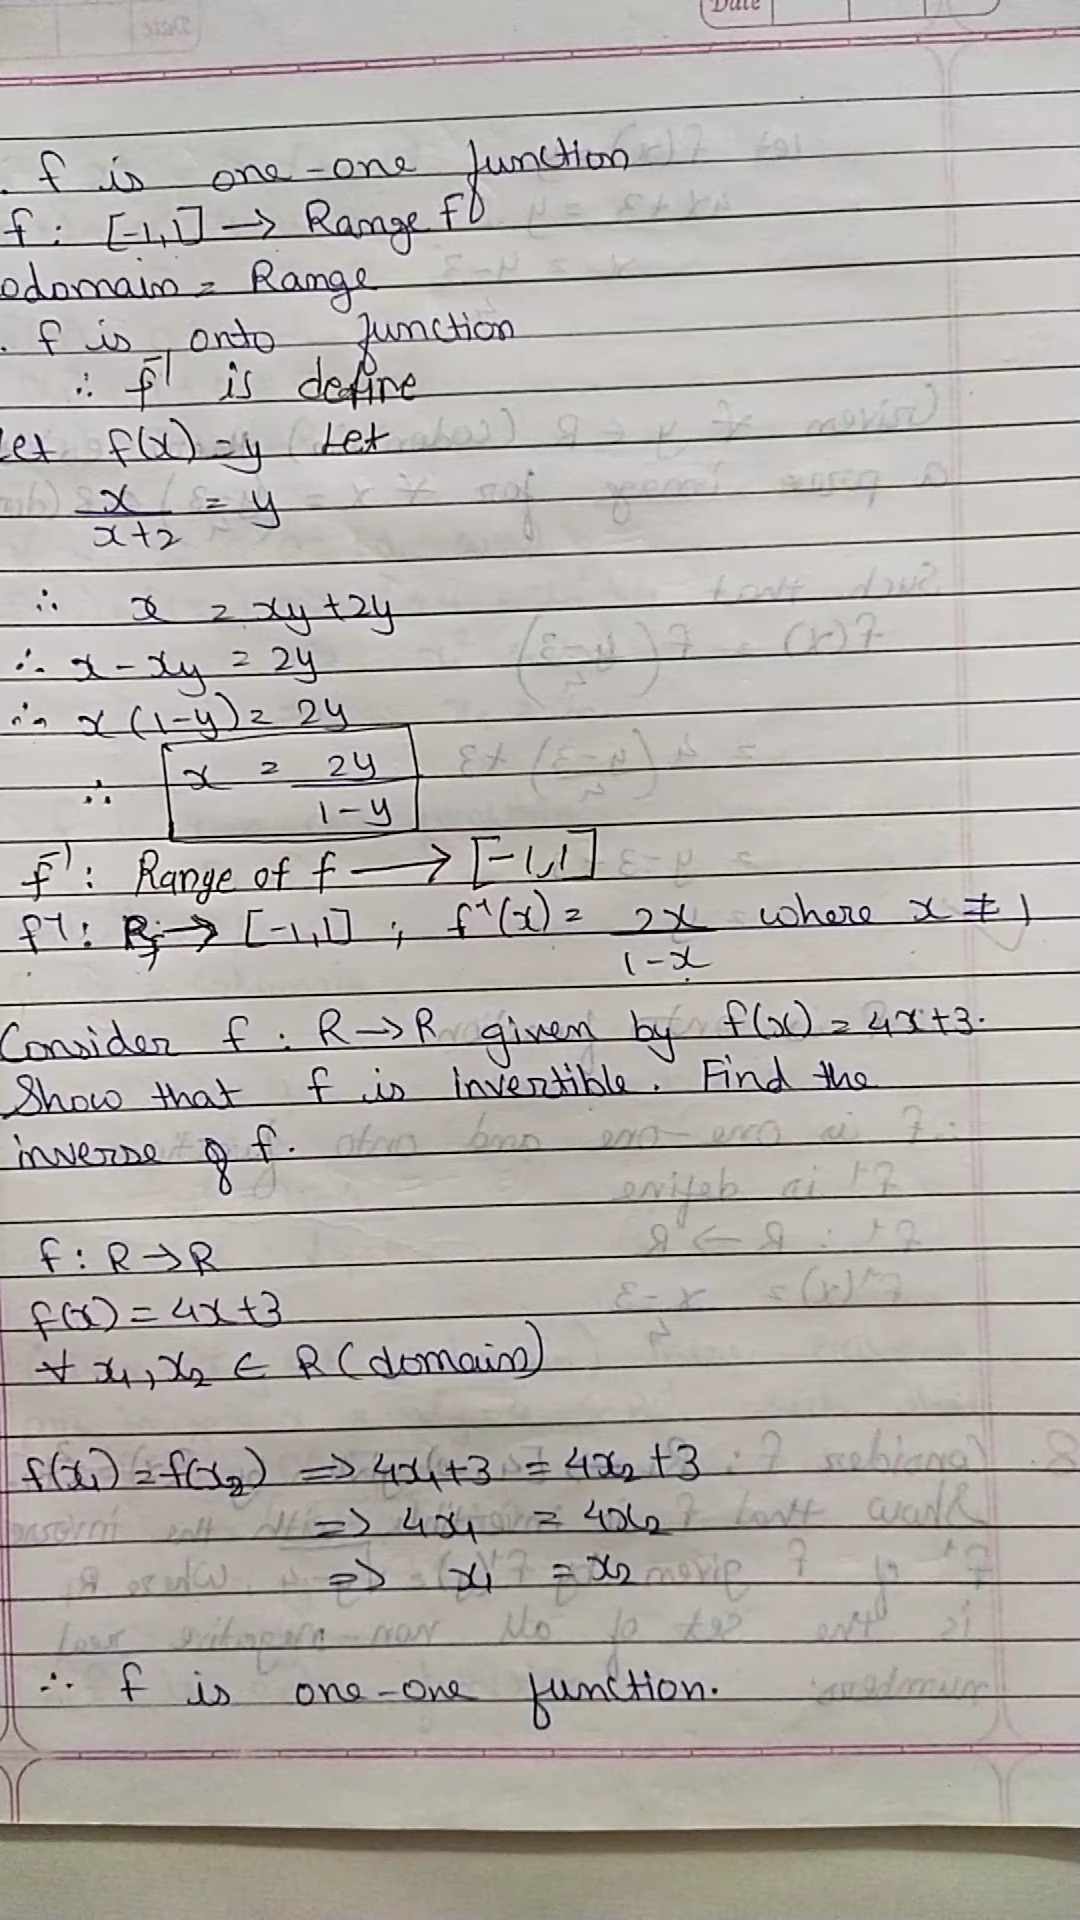 Date
. f is one-one function
f : [-1,1] → Range f
odomain = Range
. f is onto function
∴ f⁻¹ is define
Let f(x) = y Let
x/(x+2) = y
∴ x = xy+2y
∴ x - xy = 2y
∴ x (1-y) = 2y
∴ x = 2y/(1-y)
f⁻¹ : Range of f → [-1,1]
f⁻¹ : Rf → [-1,1] ; f⁻¹(x) = 2x/(1-x) where x ≠ 1
Consider f : R→R given by f(x) = 4x+3.
Show that f is invertible. Find the
inverse of f.
f : R→R
f(x) = 4x+3
∀ x₁, x₂ ∈ R (domain)
f(x₁) = f(x₂) ⇒ 4x₁+3 = 4x₂+3
⇒ 4x₁ = 4x₂
⇒ x₁ = x₂
∴ f is one-one function.